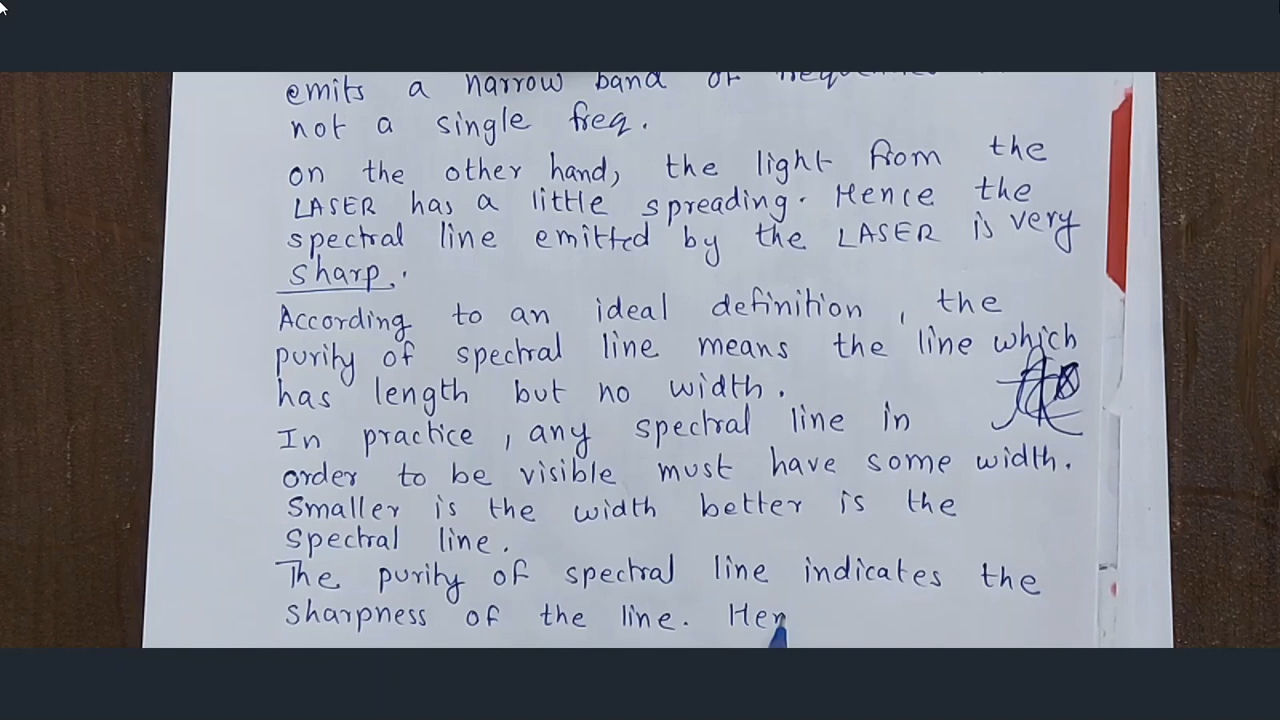 emits a narrow band of
not a single freq.
on the other hand, the light from the
LASER has a little spreading. Hence the
spectral line emitted by the LASER is very
sharp.
According to an ideal definition, the
purity of spectral line means the line which
has length but no width.
In practice, any spectral line in
order to be visible must have some width.
Smaller is the width better is the
spectral line.
The purity of spectral line indicates the
sharpness of the line. Hen